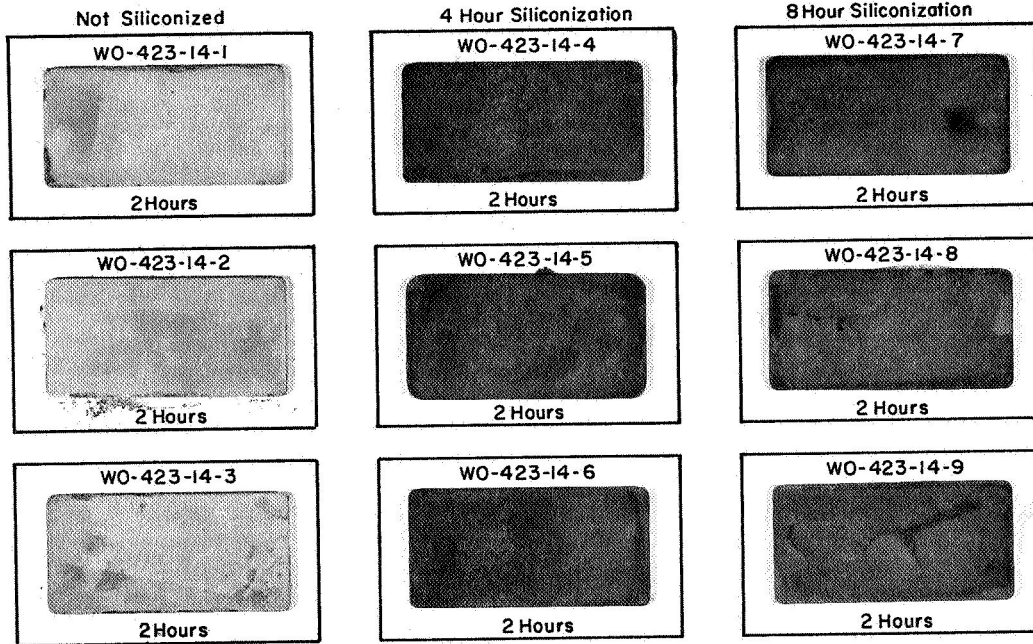 Not Siliconized
4 Hour Siliconization
8 Hour Siliconization
WO-423-14-1
2 Hours
WO-423-14-4
2 Hours
WO-423-14-7
2 Hours
WO-423-14-2
2 Hours
WO-423-14-5
2 Hours
WO-423-14-8
2 Hours
WO-423-14-3
2 Hours
WO-423-14-6
2 Hours
WO-423-14-9
2 Hours